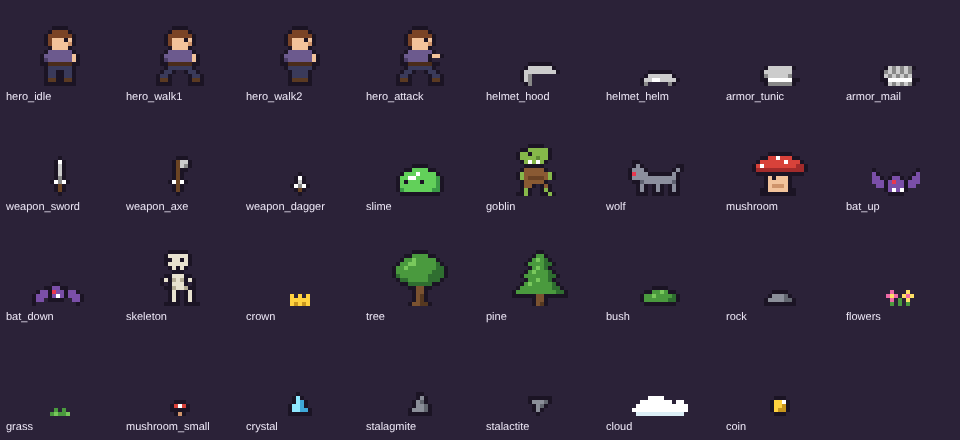 hero_idle hero_walk1 hero_walk2 hero_attack helmet_hood helmet_helm armor_tunic armor_mail
weapon_sword weapon_axe weapon_dagger slime goblin wolf mushroom bat_up
bat_down skeleton crown tree pine bush rock flowers
grass mushroom_small crystal stalagmite stalactite cloud coin